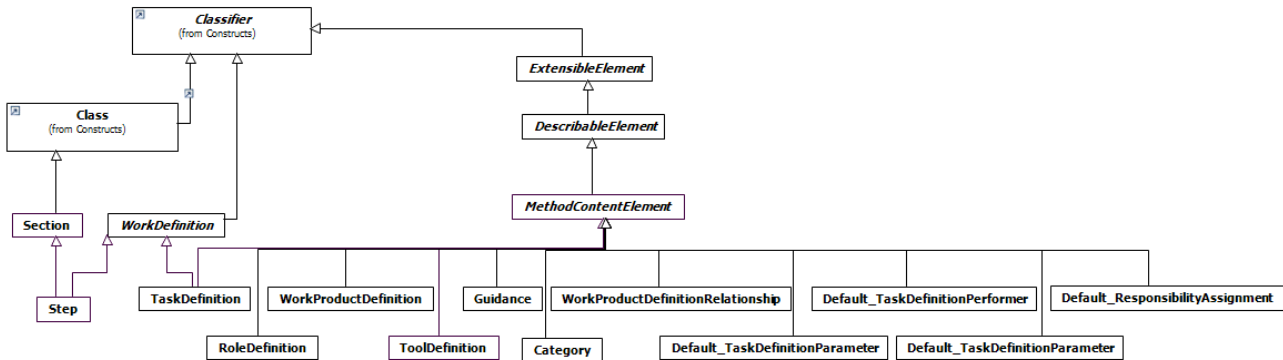 Classifier
(from Constructs)
ExtensibleElement
Class
(from Constructs)
DescribableElement
MethodContentElement
Section
WorkDefinition
TaskDefinition
WorkProductDefinition
Guidance
WorkProductDefinitionRelationship
Default_TaskDefinitionPerformer
Default_ResponsibilityAssignment
Step
RoleDefinition
ToolDefinition
Category
Default_TaskDefinitionParameter
Default_TaskDefinitionParameter